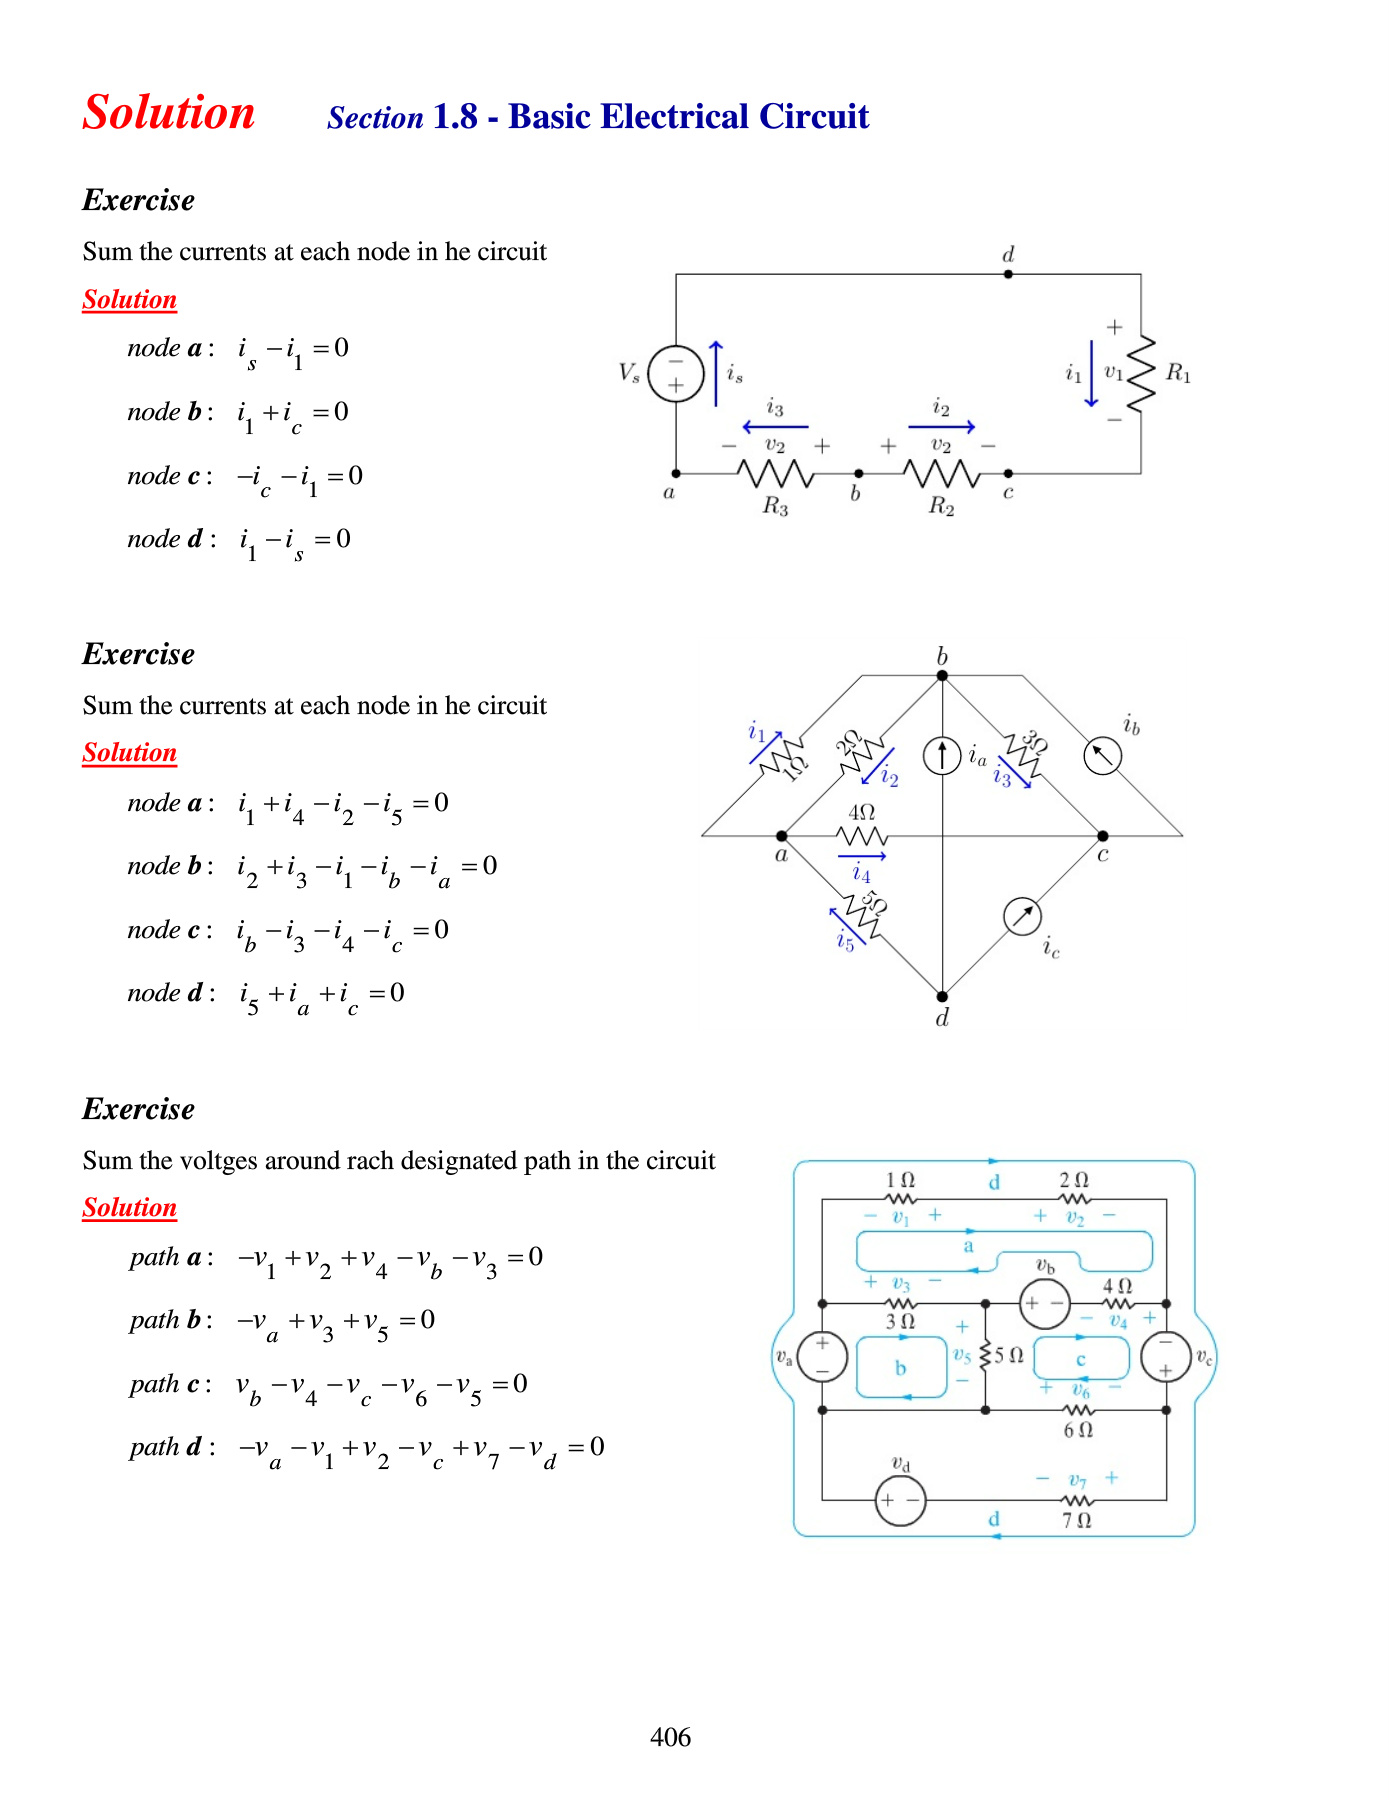 Solution Section 1.8 - Basic Electrical Circuit
Exercise
Sum the currents at each node in he circuit
Solution
node a : i_s − i_1 = 0
node b : i_1 + i_c = 0
node c : −i_c − i_1 = 0
node d : i_1 − i_s = 0
d
V_s
−
+
i_s
i_1
+
v_1
−
R_1
i_3
− v_2 +
R_3
i_2
+ v_2 −
R_2
a
b
c
Exercise
Sum the currents at each node in he circuit
Solution
node a : i_1 + i_4 − i_2 − i_5 = 0
node b : i_2 + i_3 − i_1 − i_b − i_a = 0
node c : i_b − i_3 − i_4 − i_c = 0
node d : i_5 + i_a + i_c = 0
b
i_1
1Ω
2Ω
i_2
i_a
3Ω
i_3
i_b
4Ω
i_4
a
c
5Ω
i_5
i_c
d
Exercise
Sum the voltges around rach designated path in the circuit
Solution
path a : −v_1 + v_2 + v_4 − v_b − v_3 = 0
path b : −v_a + v_3 + v_5 = 0
path c : v_b − v_4 − v_c − v_6 − v_5 = 0
path d : −v_a − v_1 + v_2 − v_c + v_7 − v_d = 0
1 Ω d 2 Ω
− v_1 + + v_2 −
a
+ v_3 − v_b 4 Ω
+ −
3 Ω − v_4 +
v_a
+
−
b
+
v_5
−
5 Ω
c
−
+
v_c
+ v_6 −
6 Ω
v_d
+ −
− v_7 +
7 Ω
d
406